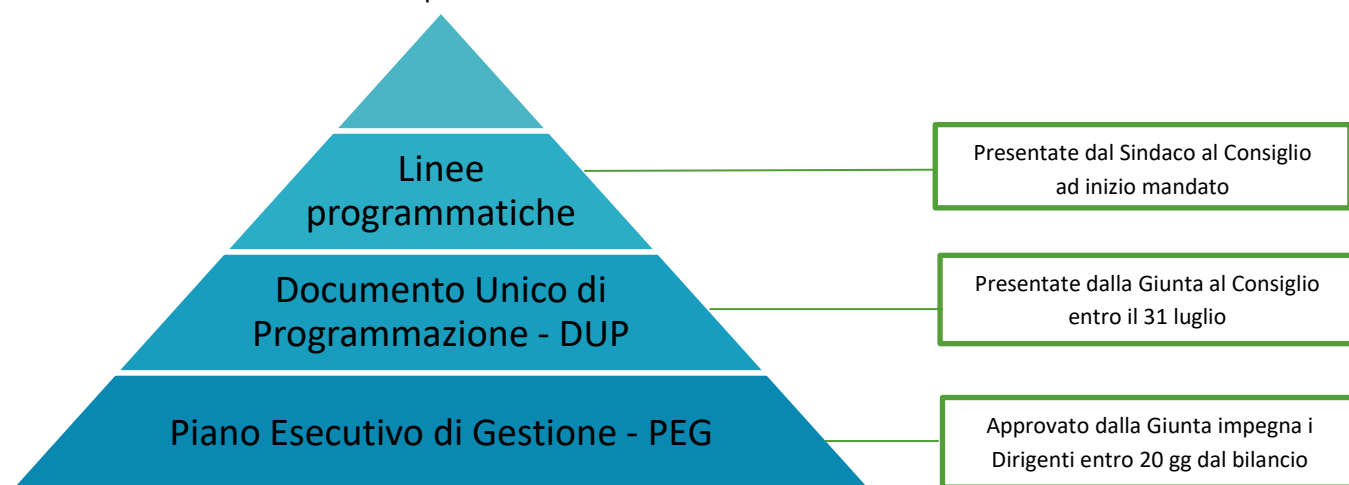 Linee
programmatiche
Presentate dal Sindaco al Consiglio
ad inizio mandato
Documento Unico di
Programmazione - DUP
Presentate dalla Giunta al Consiglio
entro il 31 luglio
Piano Esecutivo di Gestione - PEG
Approvato dalla Giunta impegna i
Dirigenti entro 20 gg dal bilancio